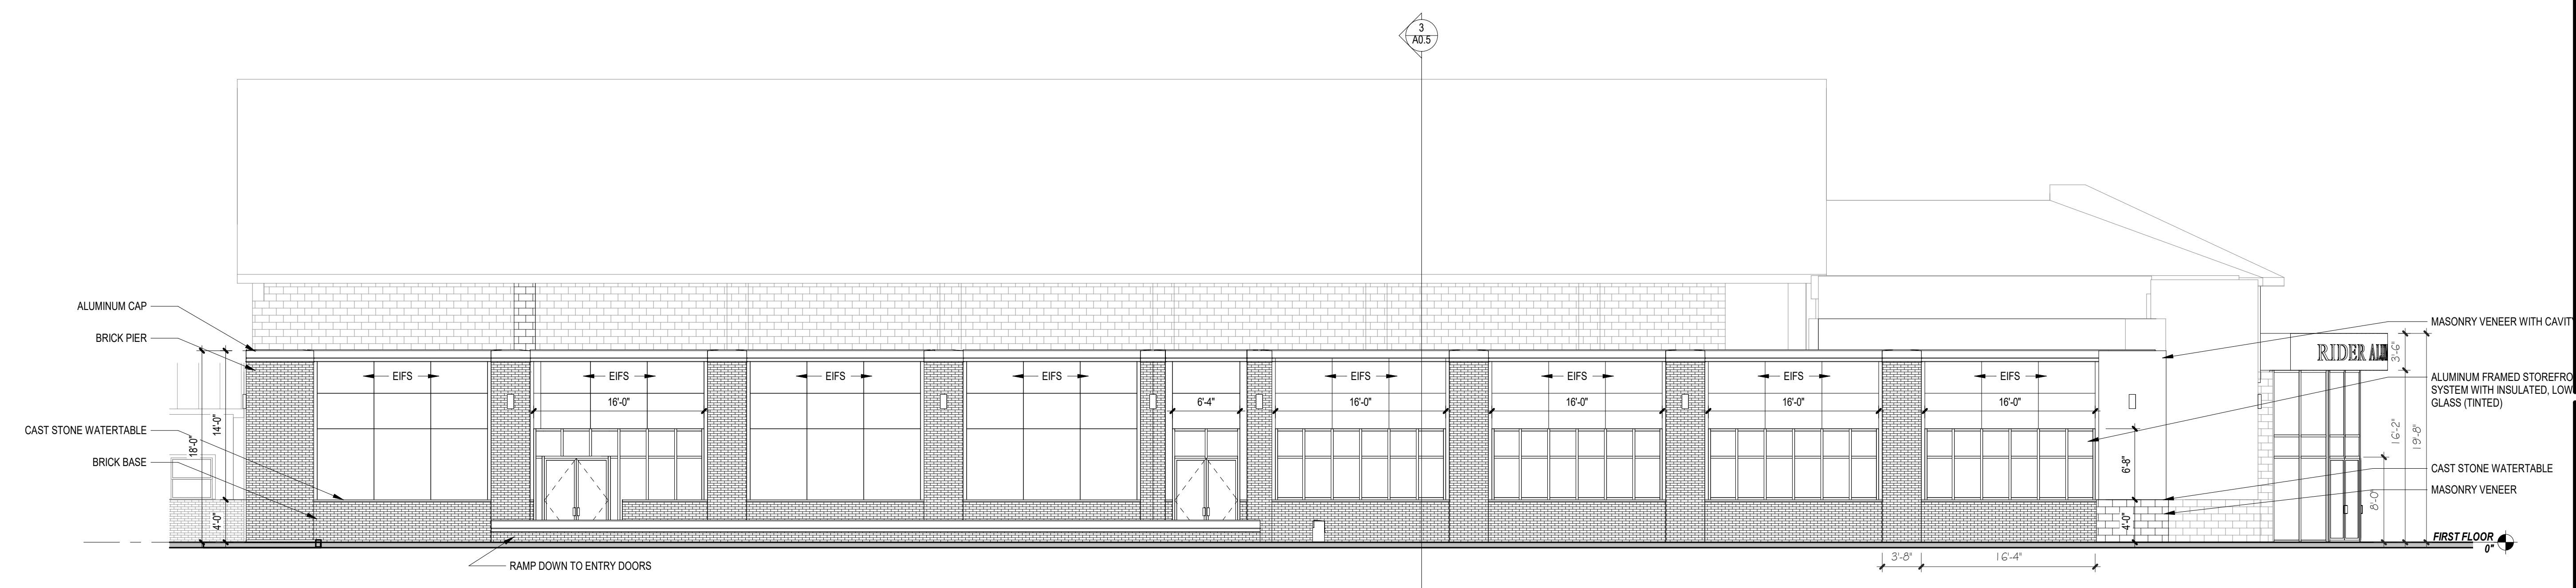 3
A0.5
ALUMINUM CAP
BRICK PIER
CAST STONE WATERTABLE
BRICK BASE
18'-0"
14'-0"
4'-0"
EIFS
EIFS
EIFS
EIFS
EIFS
EIFS
EIFS
EIFS
16'-0"
6'-4"
16'-0"
16'-0"
16'-0"
16'-0"
RAMP DOWN TO ENTRY DOORS
6'-8"
4'-0"
3'-8"
16'-4"
RIDER
3'-6"
16'-2"
19'-8"
8'-0"
MASONRY VENEER WITH CAVIT
ALUMINUM FRAMED STOREFRO
SYSTEM WITH INSULATED, LOW
GLASS (TINTED)
CAST STONE WATERTABLE
MASONRY VENEER
FIRST FLOOR
0"